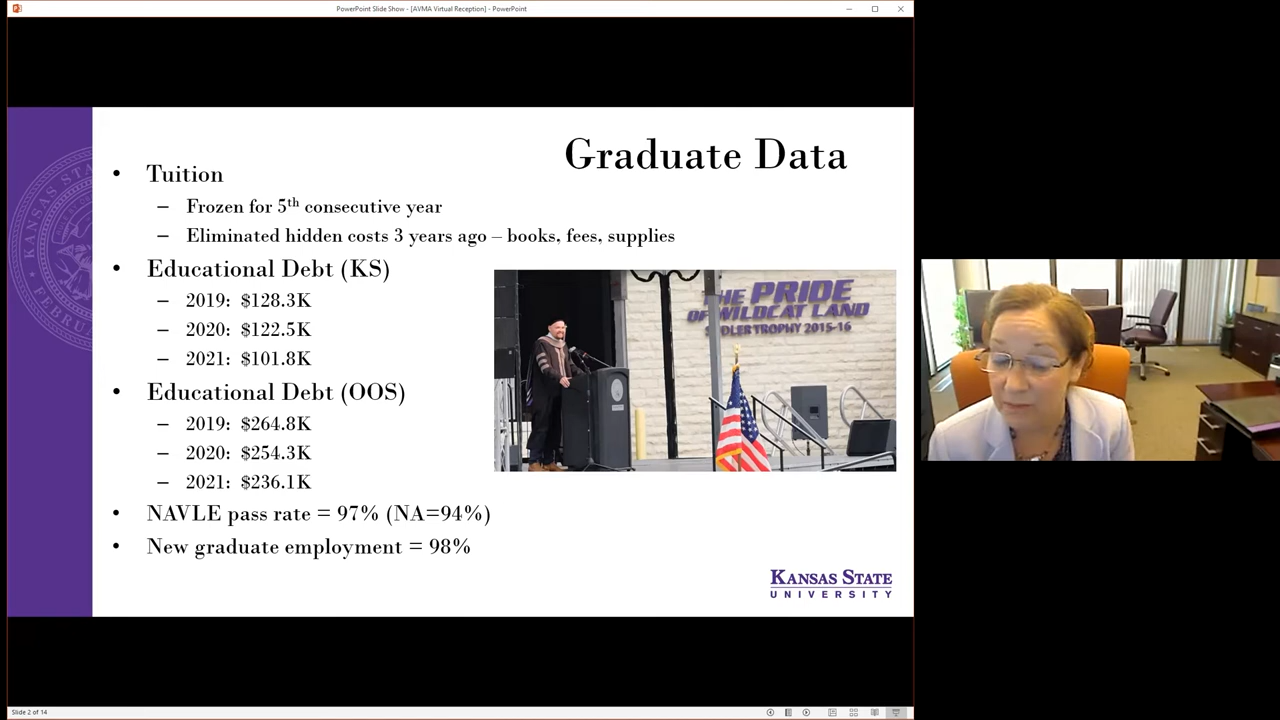 PowerPoint Slide Show - [AVMA Virtual Reception] - PowerPoint
Graduate Data
• Tuition
– Frozen for 5th consecutive year
– Eliminated hidden costs 3 years ago – books, fees, supplies
• Educational Debt (KS)
– 2019: $128.3K
– 2020: $122.5K
– 2021: $101.8K
• Educational Debt (OOS)
– 2019: $264.8K
– 2020: $254.3K
– 2021: $236.1K
• NAVLE pass rate = 97% (NA=94%)
• New graduate employment = 98%
THE PRIDE
OF WILDCAT LAND
TROPHY 2015-16
KANSAS STATE
UNIVERSITY
Slide 2 of 14